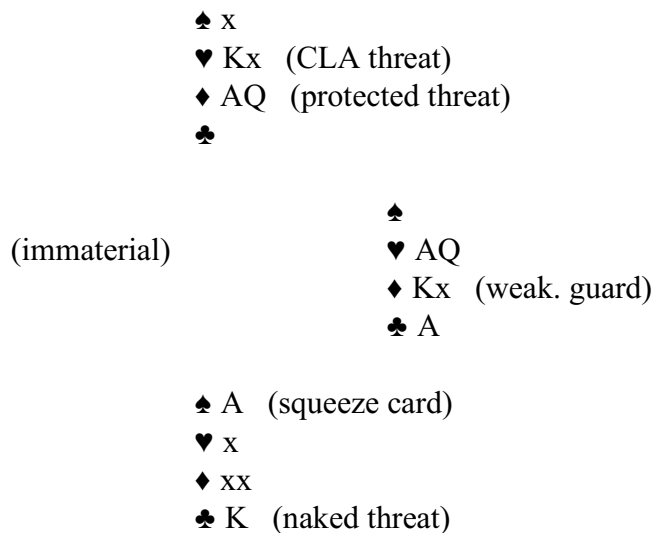 ♠ x
♥ Kx (CLA threat)
♦ AQ (protected threat)
♣
♠
(immaterial) ♥ AQ
♦ Kx (weak. guard)
♣ A
♠ A (squeeze card)
♥ x
♦ xx
♣ K (naked threat)